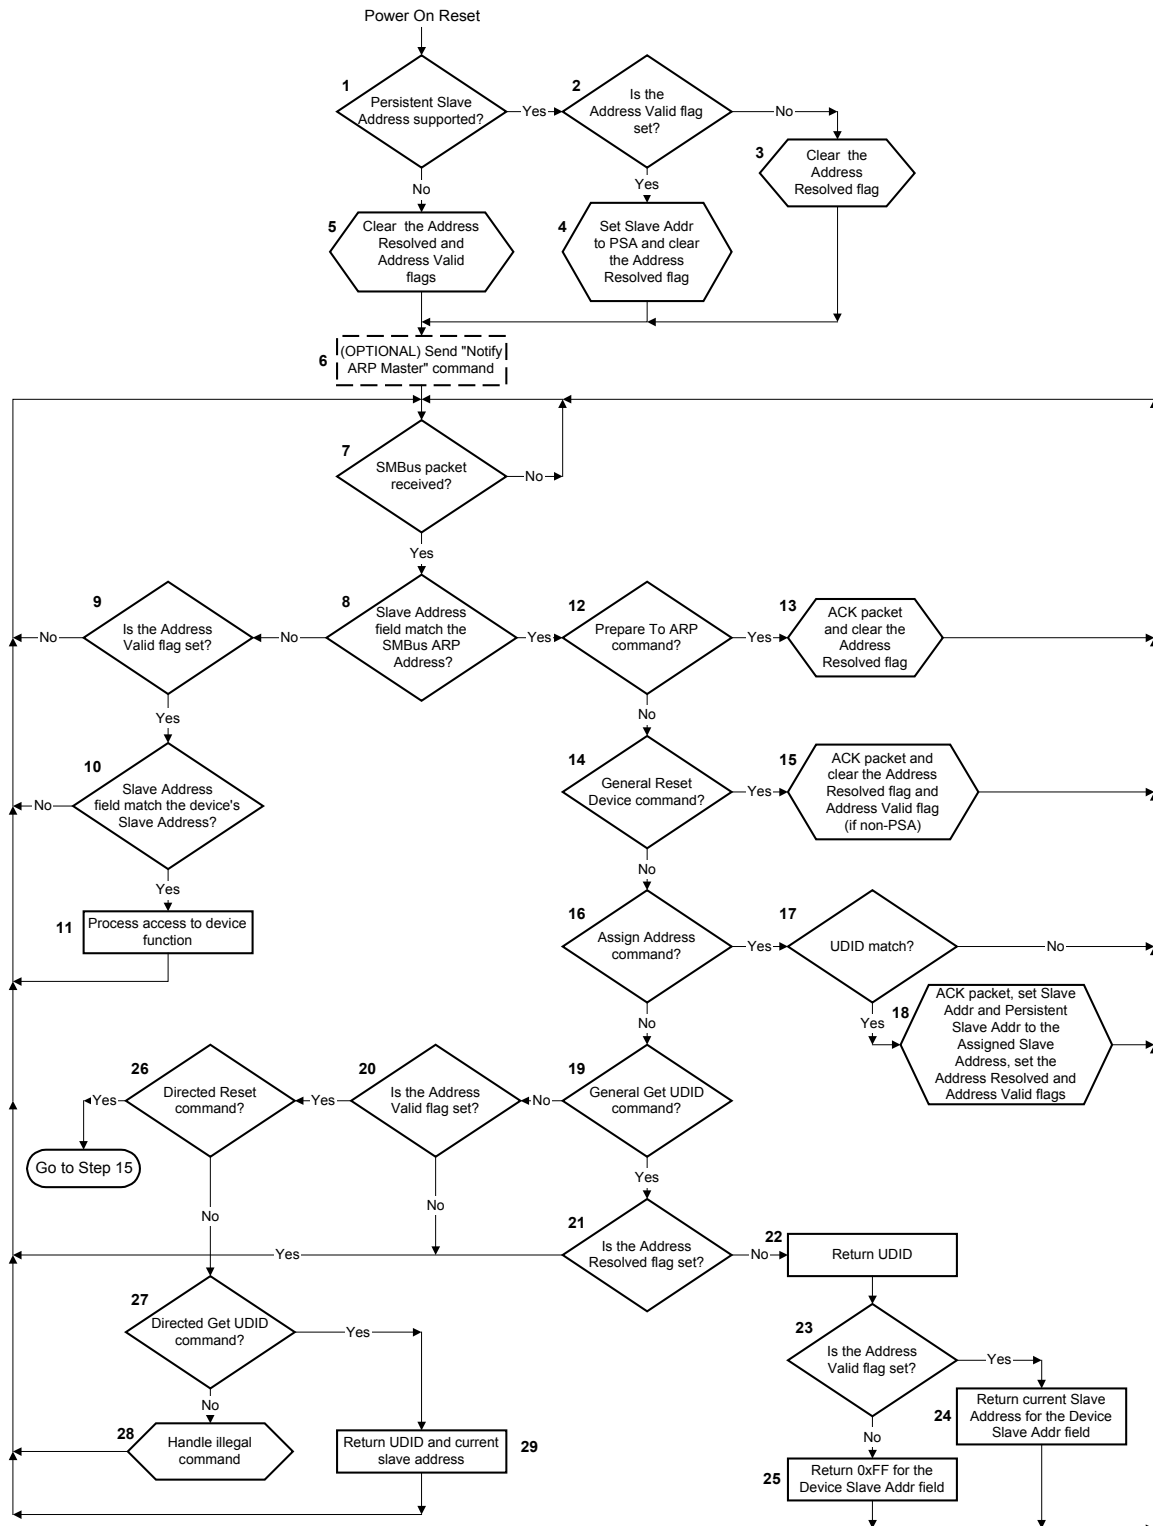 Power On Reset
1
Persistent Slave
Address supported?
Yes
2
Is the
Address Valid flag
set?
No
3
Clear the
Address
Resolved flag
No
Yes
5
Clear the Address
Resolved and
Address Valid
flags
4
Set Slave Addr
to PSA and clear
the Address
Resolved flag
6
(OPTIONAL) Send "Notify
ARP Master" command
7
SMBus packet
received?
No
Yes
9
Is the Address
Valid flag set?
No
No
8
Slave Address
field match the
SMBus ARP
Address?
Yes
12
Prepare To ARP
command?
Yes
13
ACK packet
and clear the
Address
Resolved flag
Yes
No
10
Slave Address
field match the device's
Slave Address?
No
14
General Reset
Device command?
Yes
15
ACK packet and
clear the Address
Resolved flag and
Address Valid flag
(if non-PSA)
Yes
No
11
Process access to device
function
16
Assign Address
command?
Yes
17
UDID match?
No
Yes
18
ACK packet, set Slave
Addr and Persistent
Slave Addr to the
Assigned Slave
Address, set the
Address Resolved and
Address Valid flags
No
26
Directed Reset
command?
Yes
Yes
20
Is the Address
Valid flag set?
No
19
General Get UDID
command?
Go to Step 15
No
No
Yes
21
Is the Address
Resolved flag set?
Yes
No
22
Return UDID
27
Directed Get UDID
command?
Yes
23
Is the Address
Valid flag set?
Yes
No
28
Handle illegal
command
Return UDID and current
slave address
29
24
Return current Slave
Address for the Device
Slave Addr field
No
25
Return 0xFF for the
Device Slave Addr field